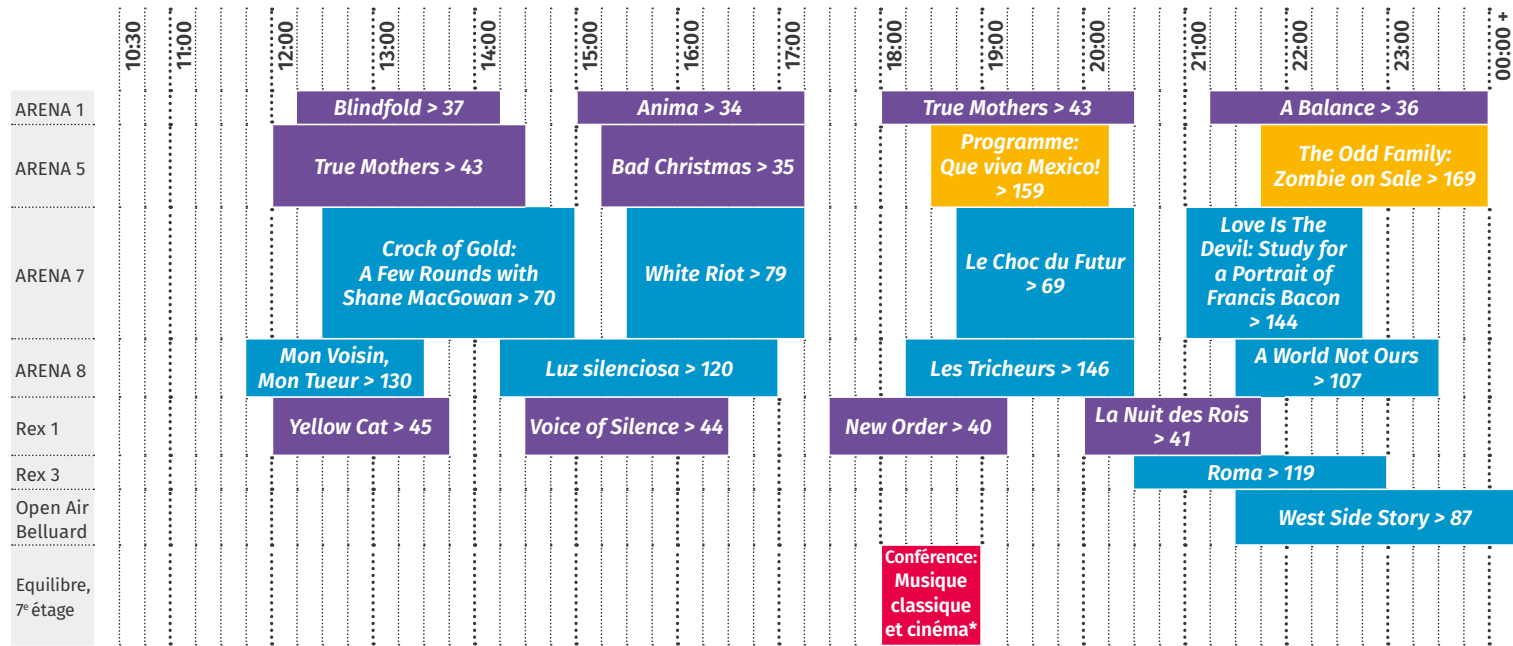 10:30
11:00
12:00
13:00
14:00
15:00
16:00
17:00
18:00
19:00
20:00
21:00
22:00
23:00
00:00 +
ARENA 1
Blindfold > 37
Anima > 34
True Mothers > 43
A Balance > 36
ARENA 5
True Mothers > 43
Bad Christmas > 35
Programme:
Que viva Mexico!
> 159
The Odd Family:
Zombie on Sale > 169
ARENA 7
Crock of Gold:
A Few Rounds with
Shane MacGowan > 70
White Riot > 79
Le Choc du Futur
> 69
Love Is The
Devil: Study for
a Portrait of
Francis Bacon
> 144
ARENA 8
Mon Voisin,
Mon Tueur > 130
Luz silenciosa > 120
Les Tricheurs > 146
A World Not Ours
> 107
Rex 1
Yellow Cat > 45
Voice of Silence > 44
New Order > 40
La Nuit des Rois
> 41
Rex 3
Roma > 119
Open Air
Belluard
West Side Story > 87
Equilibre,
7e étage
Conférence:
Musique
classique
et cinéma*